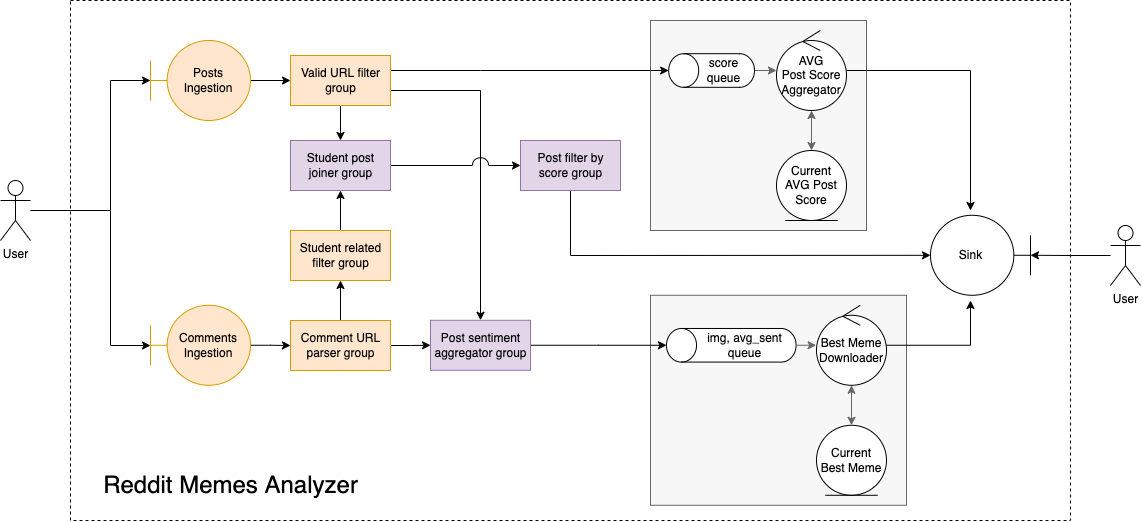 Posts
Ingestion
Valid URL filter
group
score
queue
AVG
Post Score
Aggregator
Student post
joiner group
Post filter by
score group
Current
AVG Post
Score
User
Student related
filter group
Sink
User
Comments
Ingestion
Comment URL
parser group
Post sentiment
aggregator group
img, avg_sent
queue
Best Meme
Downloader
Current
Best Meme
Reddit Memes Analyzer